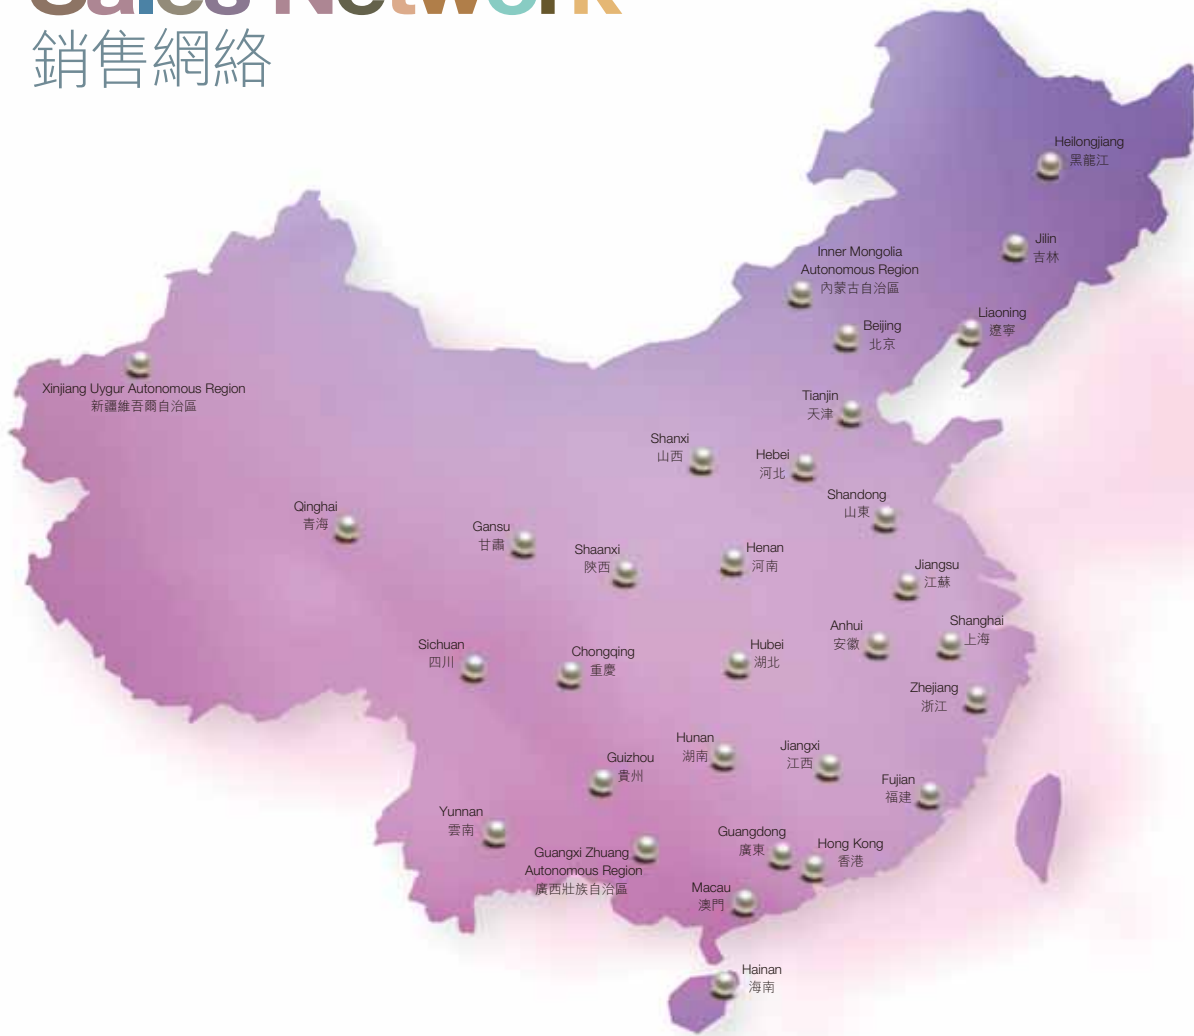 Sales Network
銷售網絡
Heilongjiang
黑龍江
Jilin
吉林
Inner Mongolia
Autonomous Region
內蒙古自治區
Liaoning
遼寧
Beijing
北京
Xinjiang Uygur Autonomous Region
新疆維吾爾自治區
Tianjin
天津
Shanxi
山西
Hebei
河北
Shandong
山東
Qinghai
青海
Gansu
甘肅
Shaanxi
陝西
Henan
河南
Jiangsu
江蘇
Anhui
安徽
Shanghai
上海
Sichuan
四川
Chongqing
重慶
Hubei
湖北
Zhejiang
浙江
Hunan
湖南
Jiangxi
江西
Guizhou
貴州
Fujian
福建
Yunnan
雲南
Guangxi Zhuang
Autonomous Region
廣西壯族自治區
Guangdong
廣東
Hong Kong
香港
Macau
澳門
Hainan
海南